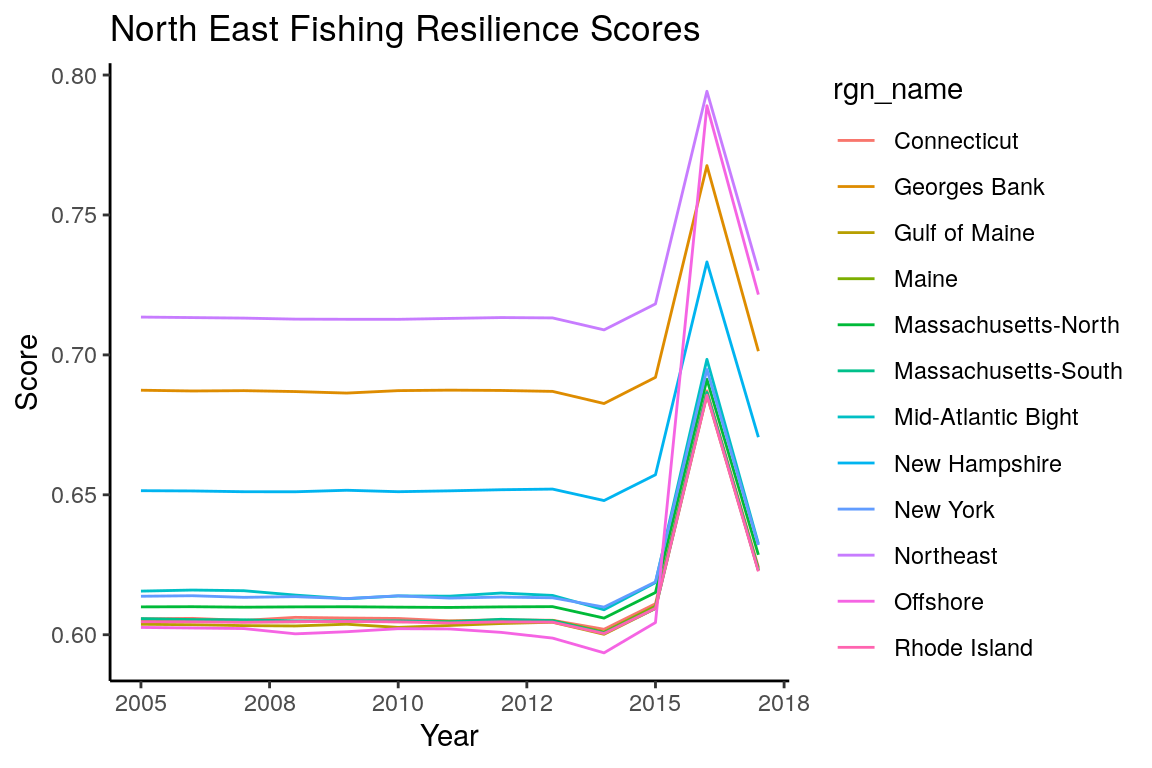 North East Fishing Resilience Scores
0.80
0.75
0.70
0.65
0.60
Score
2005 2008 2010 2012 2015 2018
Year
rgn_name
Connecticut
Georges Bank
Gulf of Maine
Maine
Massachusetts-North
Massachusetts-South
Mid-Atlantic Bight
New Hampshire
New York
Northeast
Offshore
Rhode Island